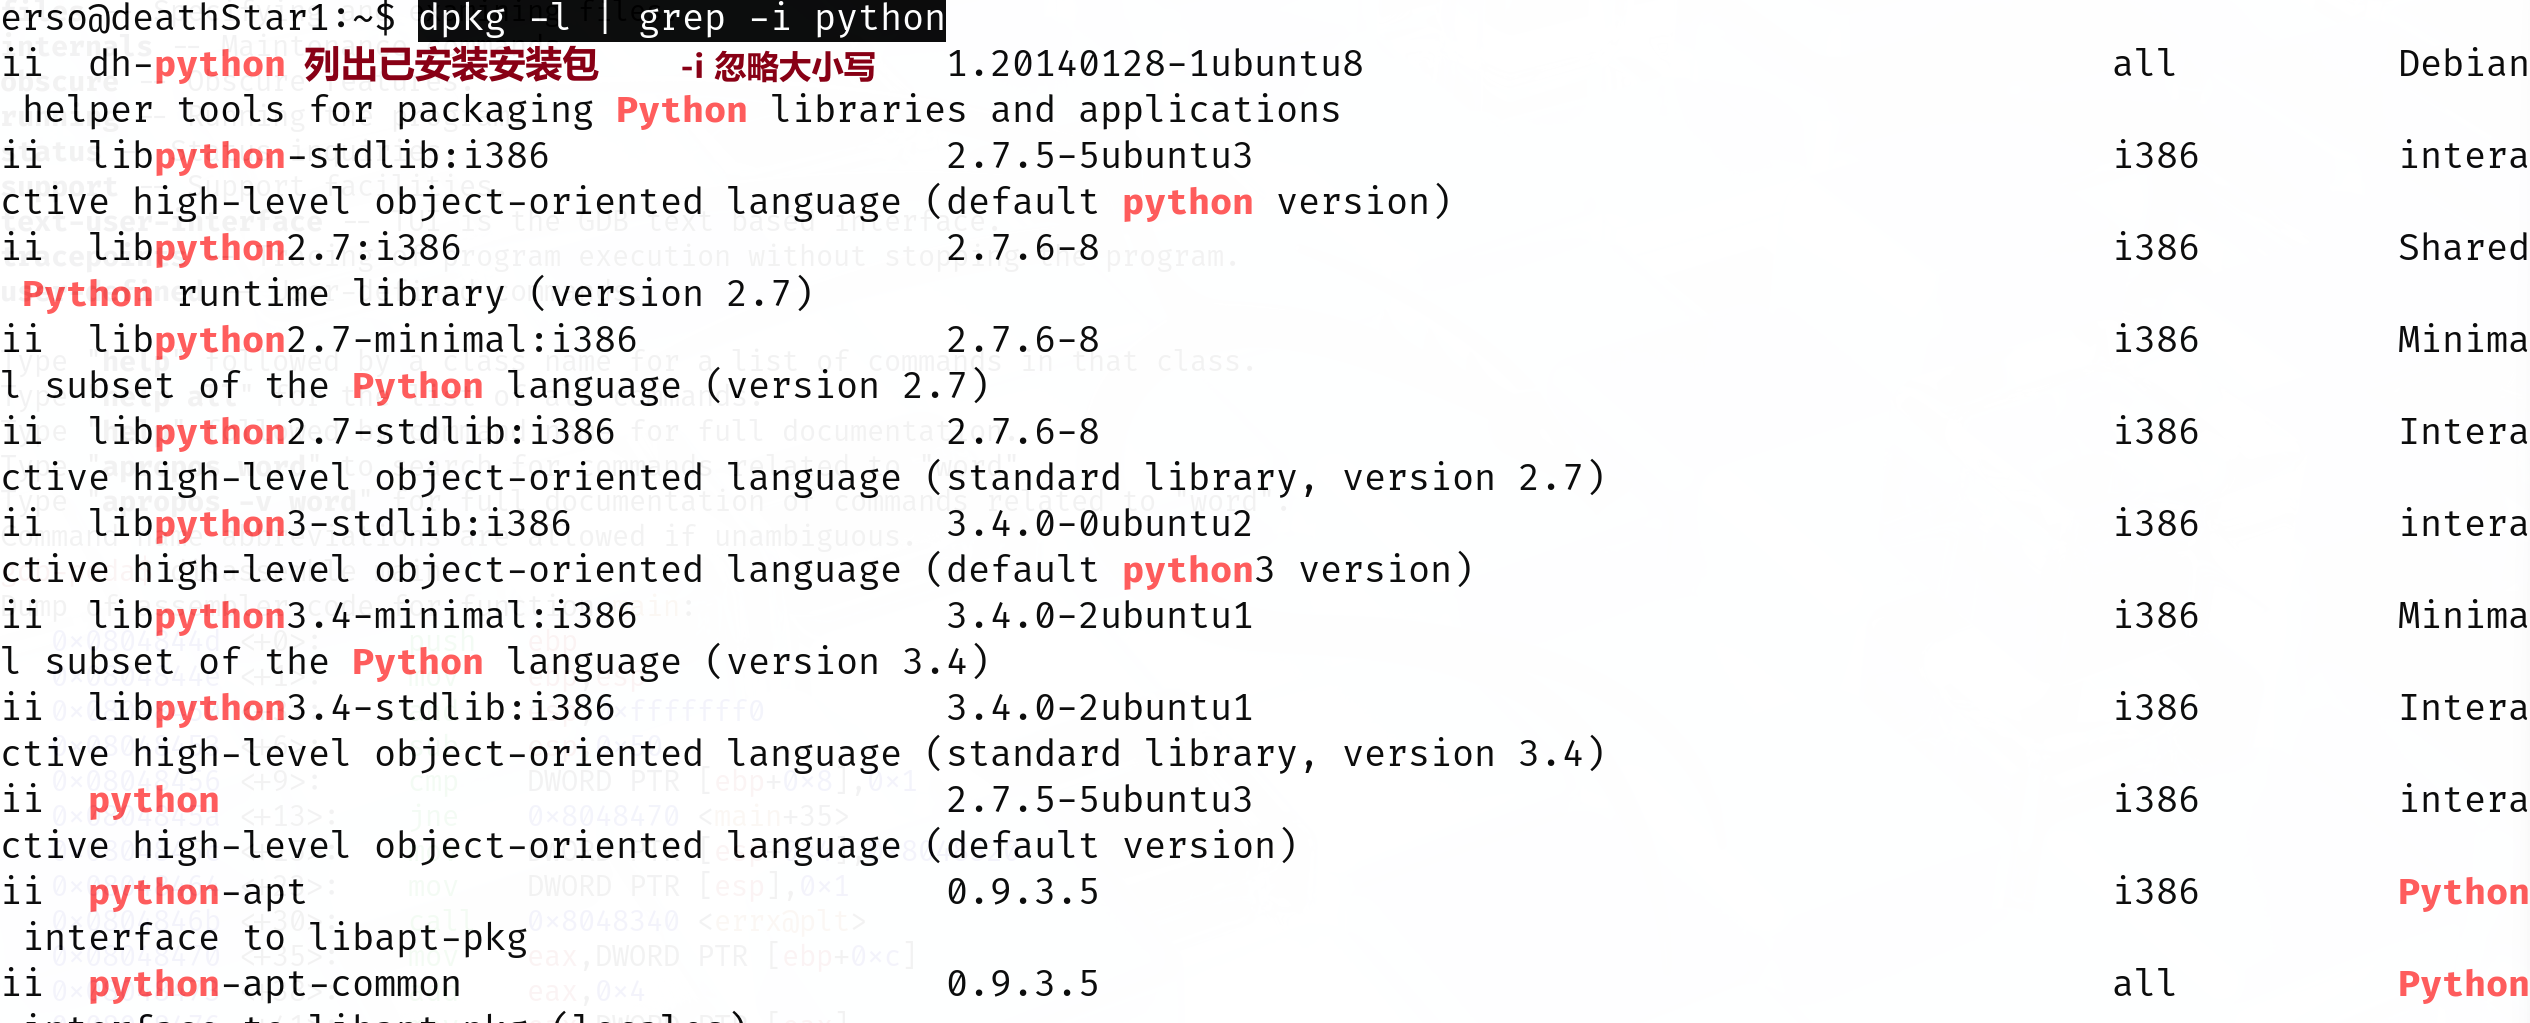 erso@deathStar1:~$ dpkg -l | grep -i python
ii  dh-python 列出已安装安装包 -i 忽略大小写 1.20140128-1ubuntu8 all Debian
 helper tools for packaging Python libraries and applications
ii  libpython-stdlib:i386 2.7.5-5ubuntu3 i386 intera
ctive high-level object-oriented language (default python version)
ii  libpython2.7:i386 2.7.6-8 i386 Shared
 Python runtime library (version 2.7)
ii  libpython2.7-minimal:i386 2.7.6-8 i386 Minima
l subset of the Python language (version 2.7)
ii  libpython2.7-stdlib:i386 2.7.6-8 i386 Intera
ctive high-level object-oriented language (standard library, version 2.7)
ii  libpython3-stdlib:i386 3.4.0-0ubuntu2 i386 intera
ctive high-level object-oriented language (default python3 version)
ii  libpython3.4-minimal:i386 3.4.0-2ubuntu1 i386 Minima
l subset of the Python language (version 3.4)
ii  libpython3.4-stdlib:i386 3.4.0-2ubuntu1 i386 Intera
ctive high-level object-oriented language (standard library, version 3.4)
ii  python 2.7.5-5ubuntu3 i386 intera
ctive high-level object-oriented language (default version)
ii  python-apt 0.9.3.5 i386 Python
 interface to libapt-pkg
ii  python-apt-common 0.9.3.5 all Python
 interface to libapt-pkg (locales)